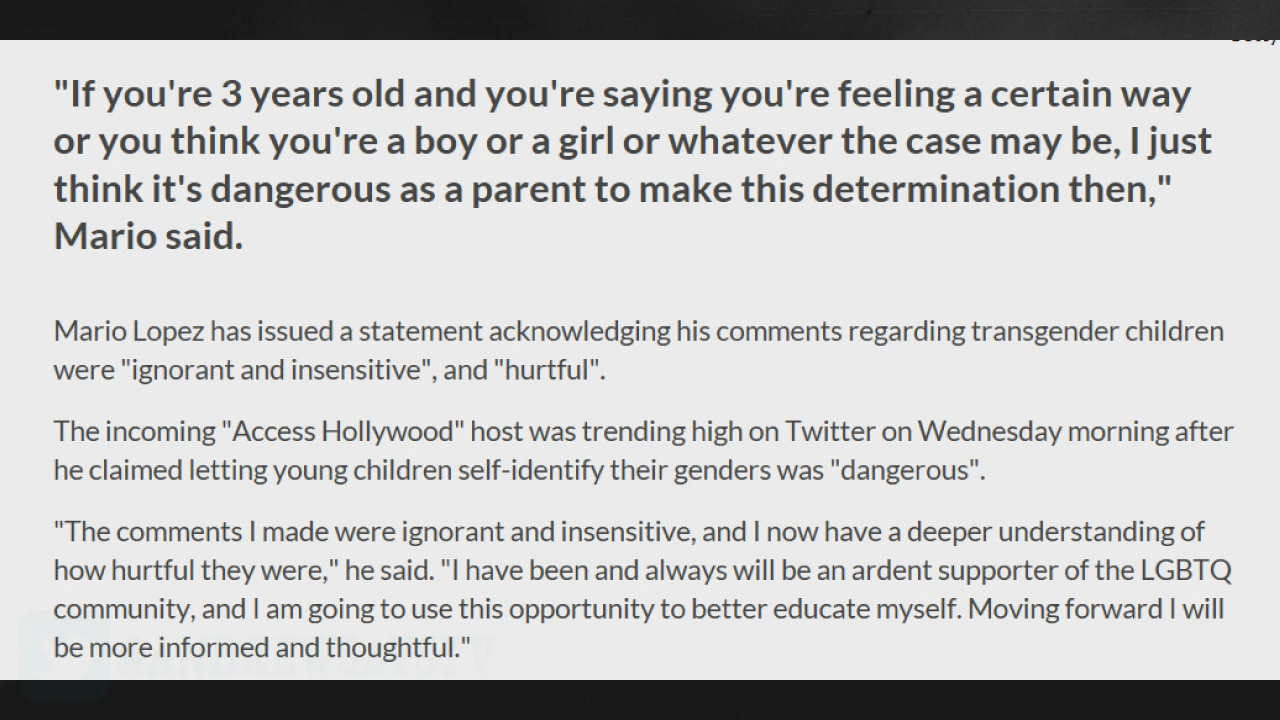 "If you're 3 years old and you're saying you're feeling a certain way
or you think you're a boy or a girl or whatever the case may be, I just
think it's dangerous as a parent to make this determination then,"
Mario said.
Mario Lopez has issued a statement acknowledging his comments regarding transgender children
were "ignorant and insensitive", and "hurtful".
The incoming "Access Hollywood" host was trending high on Twitter on Wednesday morning after
he claimed letting young children self-identify their genders was "dangerous".
"The comments I made were ignorant and insensitive, and I now have a deeper understanding of
how hurtful they were," he said. "I have been and always will be an ardent supporter of the LGBTQ
community, and I am going to use this opportunity to better educate myself. Moving forward I will
be more informed and thoughtful."